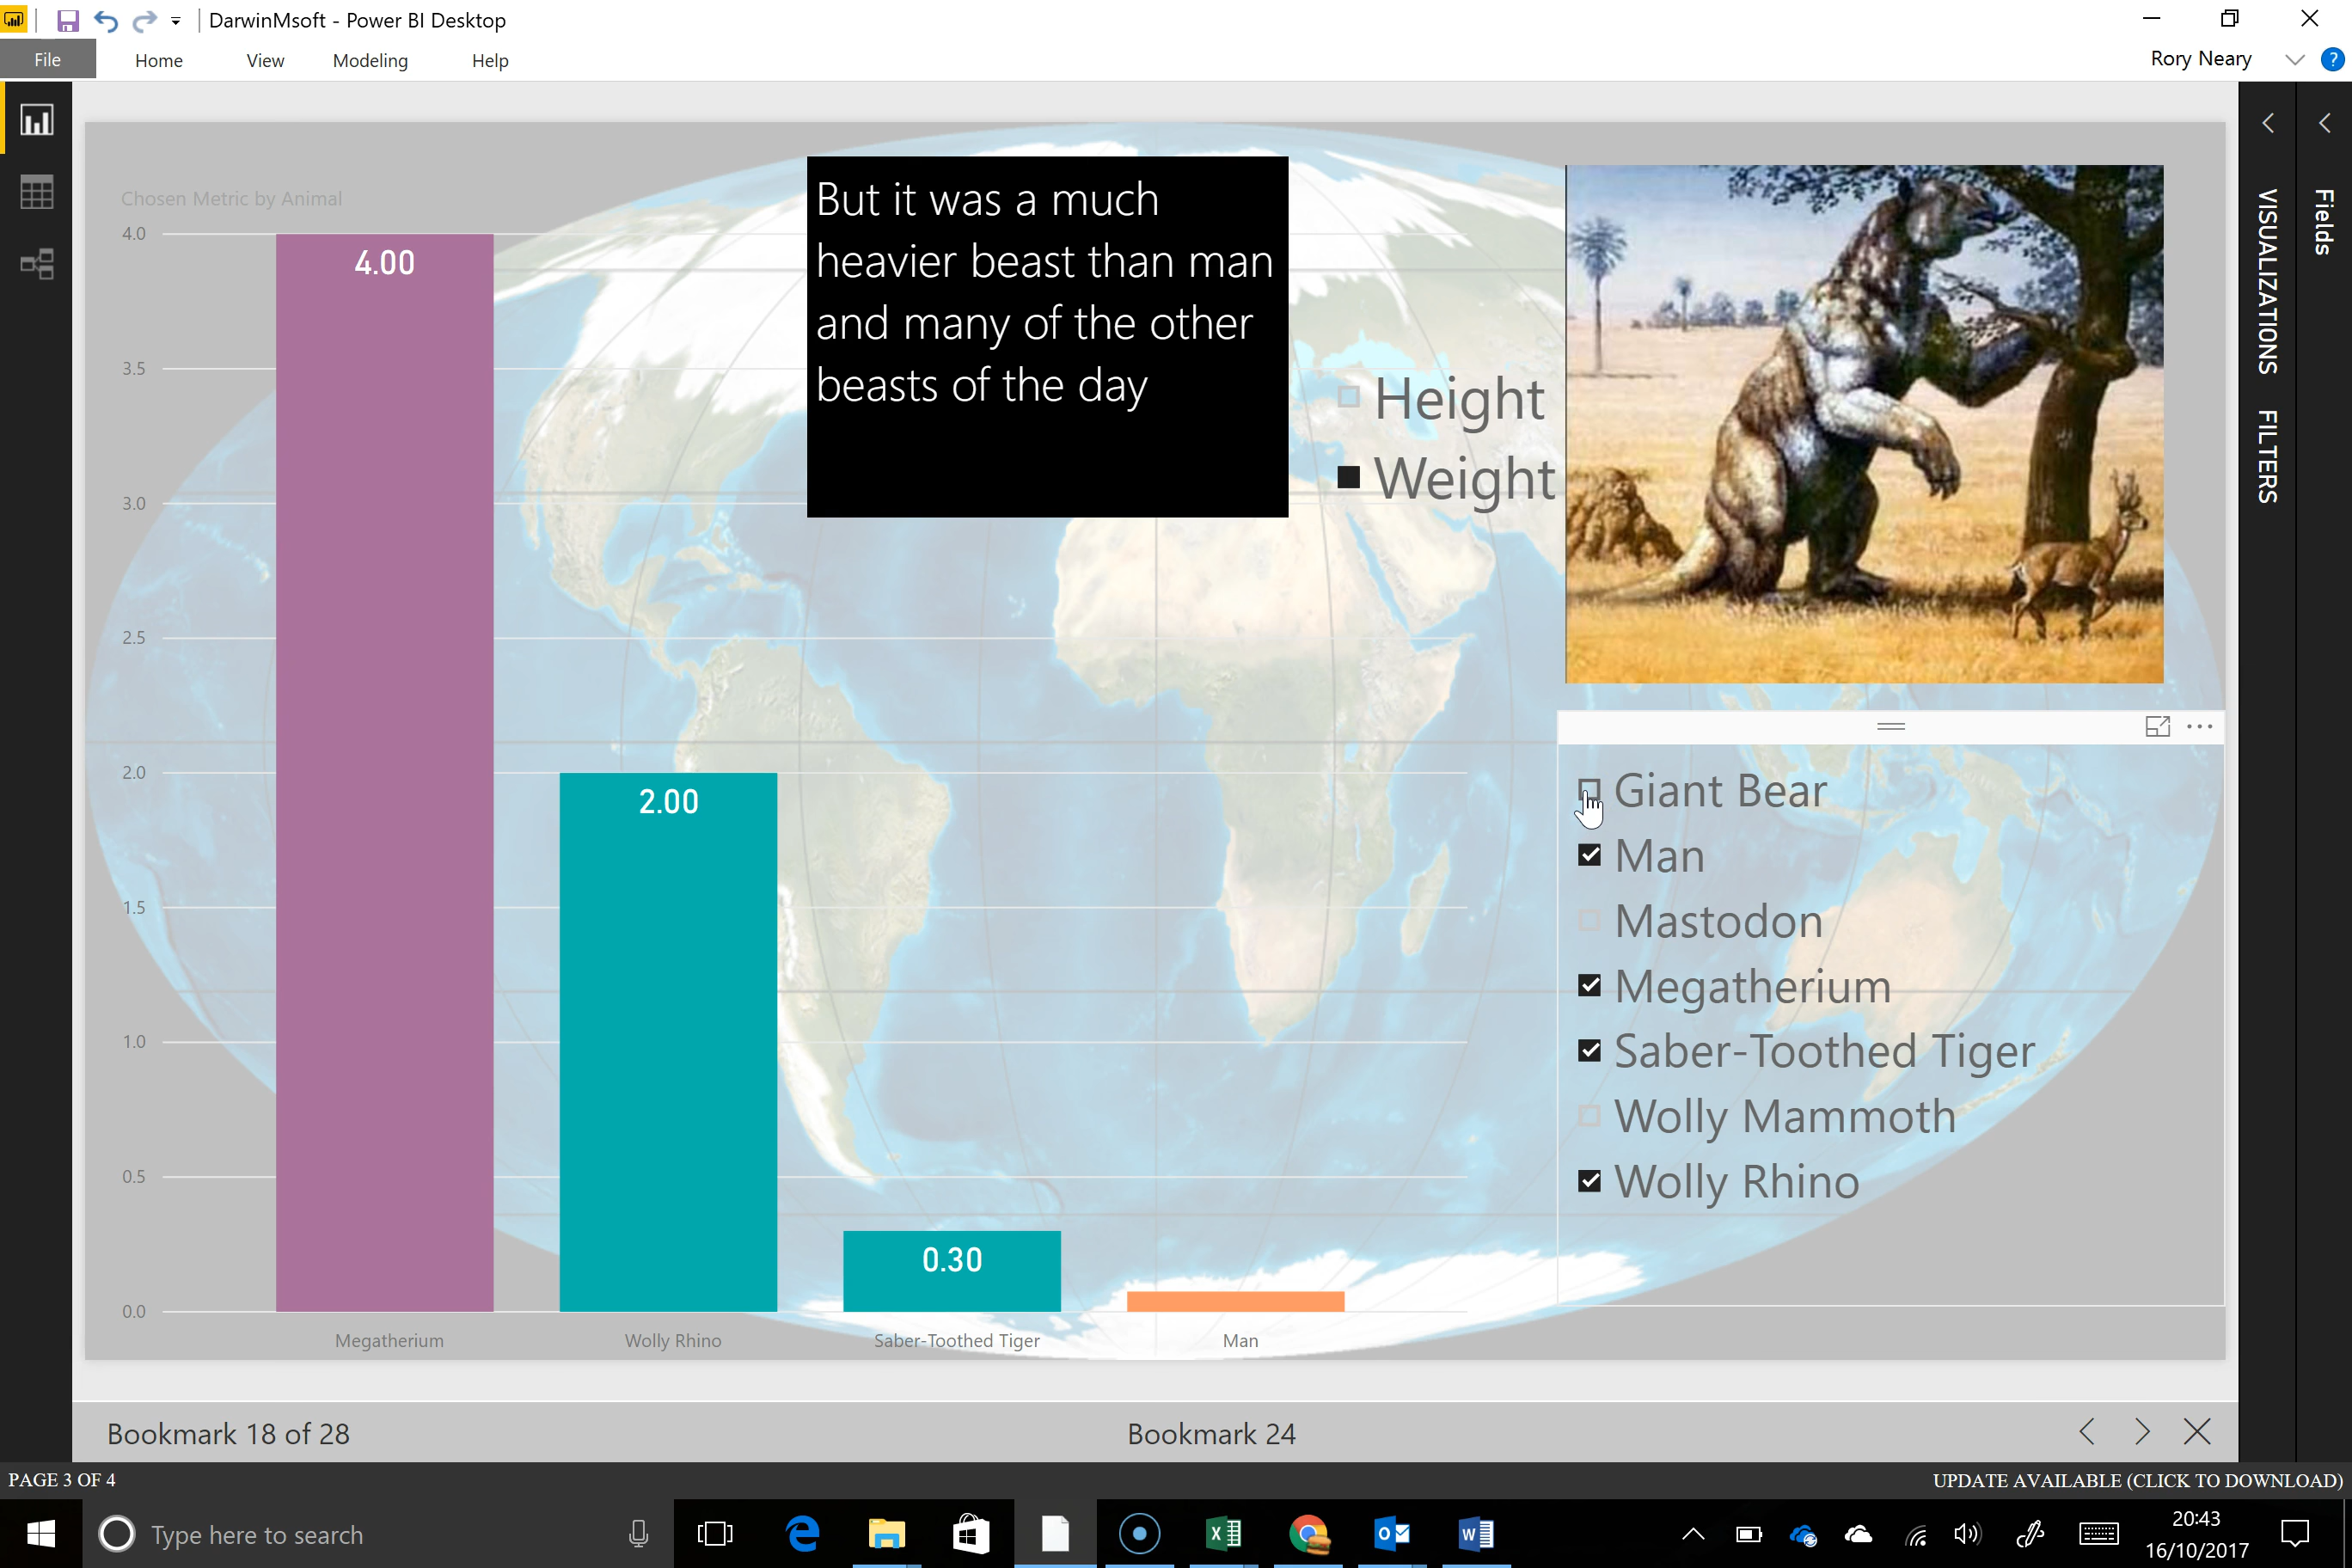 DarwinMsoft - Power BI Desktop
File Home View Modeling Help
Rory Neary
?
Chosen Metric by Animal
4.0
3.5
3.0
2.5
2.0
1.5
1.0
0.5
0.0
4.00
2.00
0.30
Megatherium Wolly Rhino Saber-Toothed Tiger Man
But it was a much
heavier beast than man
and many of the other
beasts of the day
Height
Weight
Giant Bear
Man
Mastodon
Megatherium
Saber-Toothed Tiger
Wolly Mammoth
Wolly Rhino
VISUALIZATIONS
FILTERS
Fields
Bookmark 18 of 28
Bookmark 24
PAGE 3 OF 4
UPDATE AVAILABLE (CLICK TO DOWNLOAD)
Type here to search
20:43
16/10/2017